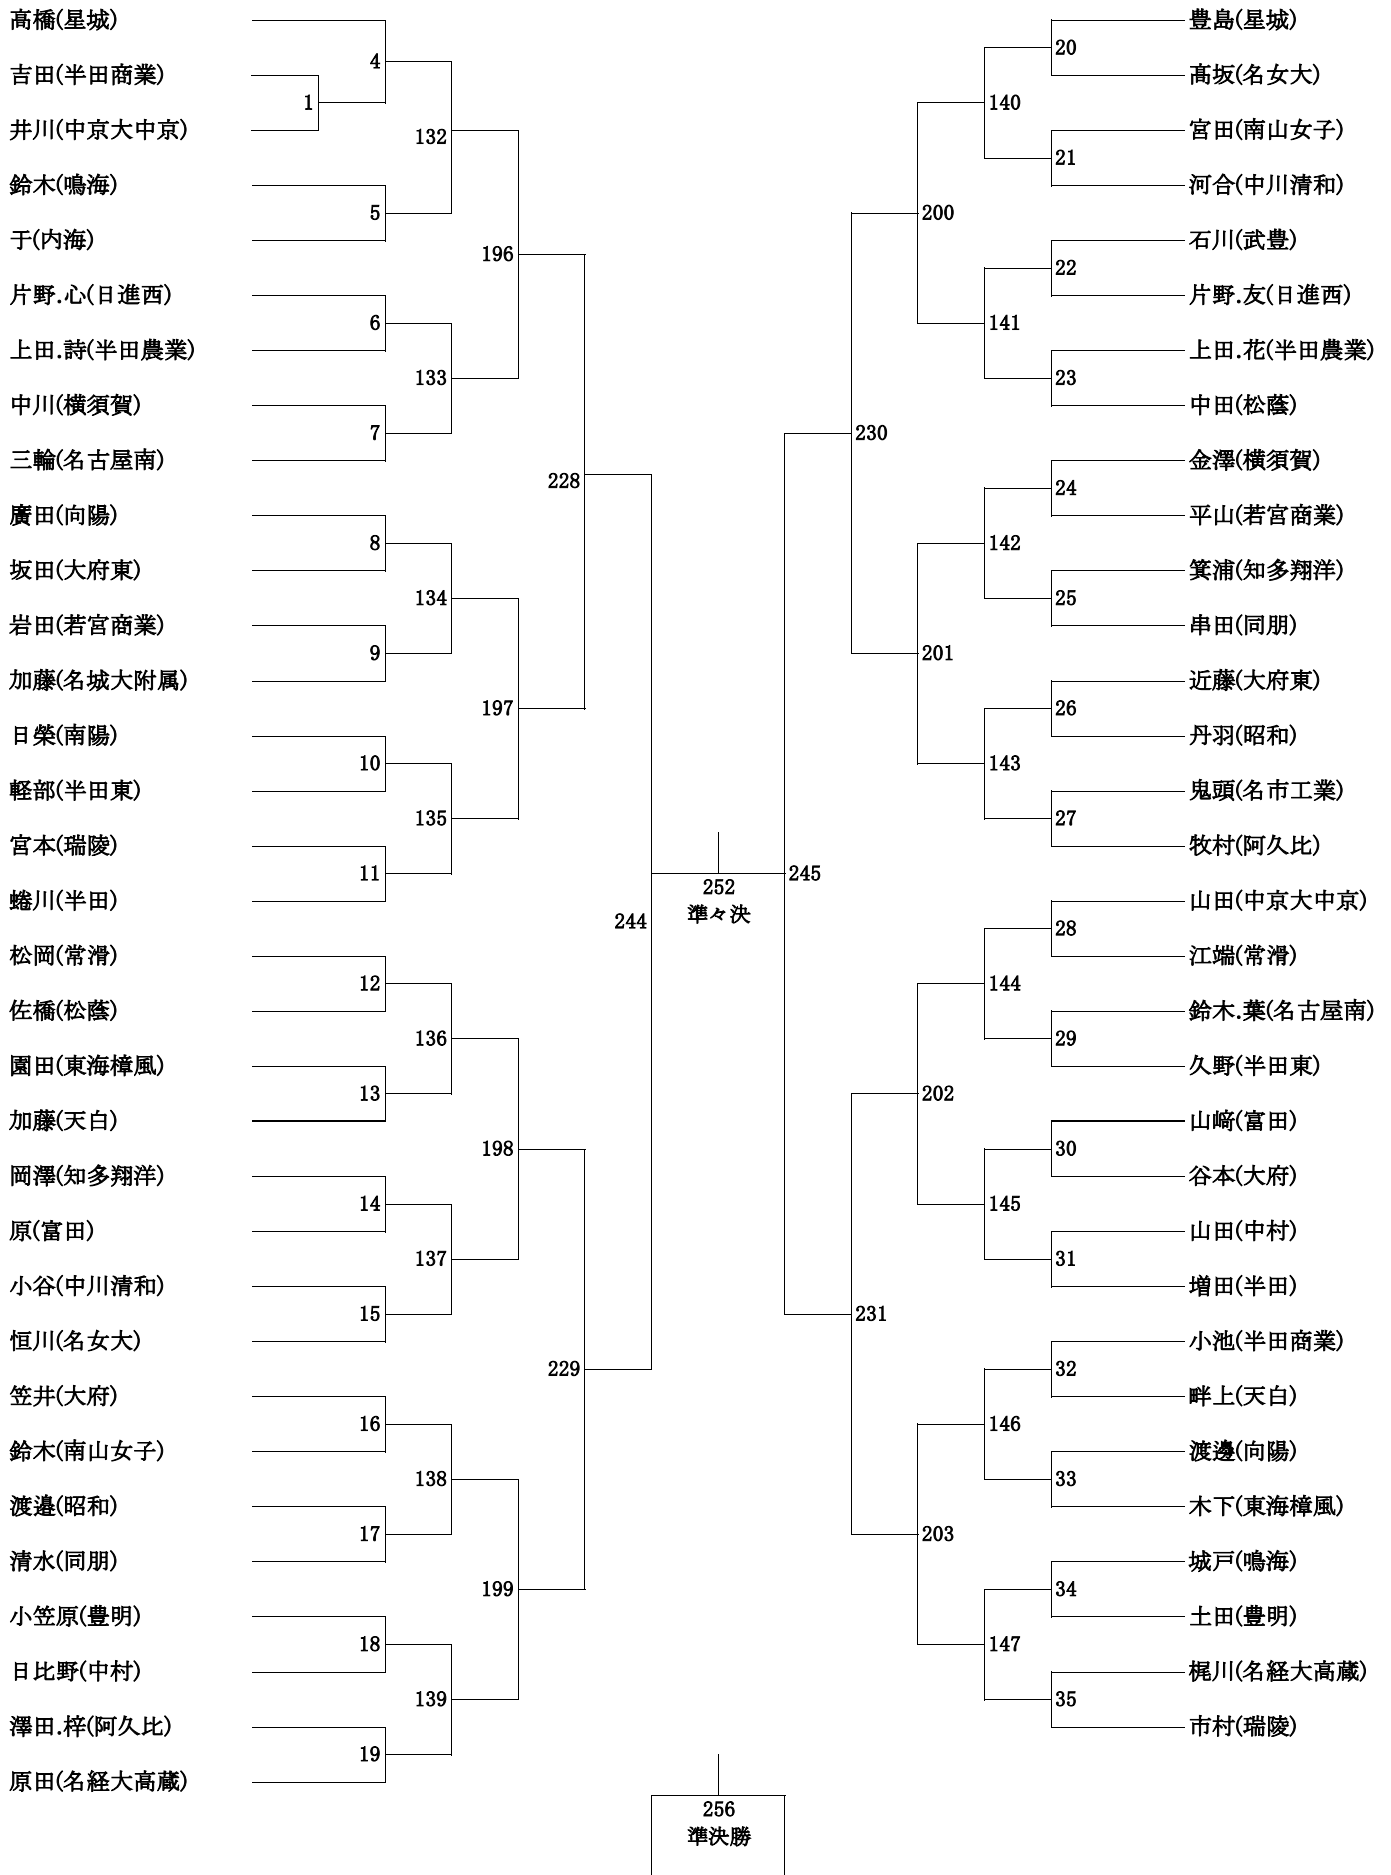 高橋(星城)
吉田(半田商業)
井川(中京大中京)
鈴木(鳴海)
于(内海)
片野.心(日進西)
上田.詩(半田農業)
中川(横須賀)
三輪(名古屋南)
廣田(向陽)
坂田(大府東)
岩田(若宮商業)
加藤(名城大附属)
日榮(南陽)
軽部(半田東)
宮本(瑞陵)
蜷川(半田)
松岡(常滑)
佐橋(松蔭)
園田(東海樟風)
加藤(天白)
岡澤(知多翔洋)
原(富田)
小谷(中川清和)
恒川(名女大)
笠井(大府)
鈴木(南山女子)
渡邉(昭和)
清水(同朋)
小笠原(豊明)
日比野(中村)
澤田.梓(阿久比)
原田(名経大高蔵)
1
4
5
6
7
8
9
10
11
12
13
14
15
16
17
18
19
132
133
134
135
136
137
138
139
196
197
198
199
228
229
244
252
準々決
256
準決勝
245
230
231
200
201
202
203
140
141
142
143
144
145
146
147
20
21
22
23
24
25
26
27
28
29
30
31
32
33
34
35
豊島(星城)
髙坂(名女大)
宮田(南山女子)
河合(中川清和)
石川(武豊)
片野.友(日進西)
上田.花(半田農業)
中田(松蔭)
金澤(横須賀)
平山(若宮商業)
箕浦(知多翔洋)
串田(同朋)
近藤(大府東)
丹羽(昭和)
鬼頭(名市工業)
牧村(阿久比)
山田(中京大中京)
江端(常滑)
鈴木.葉(名古屋南)
久野(半田東)
山﨑(富田)
谷本(大府)
山田(中村)
増田(半田)
小池(半田商業)
畔上(天白)
渡邊(向陽)
木下(東海樟風)
城戸(鳴海)
土田(豊明)
梶川(名経大高蔵)
市村(瑞陵)